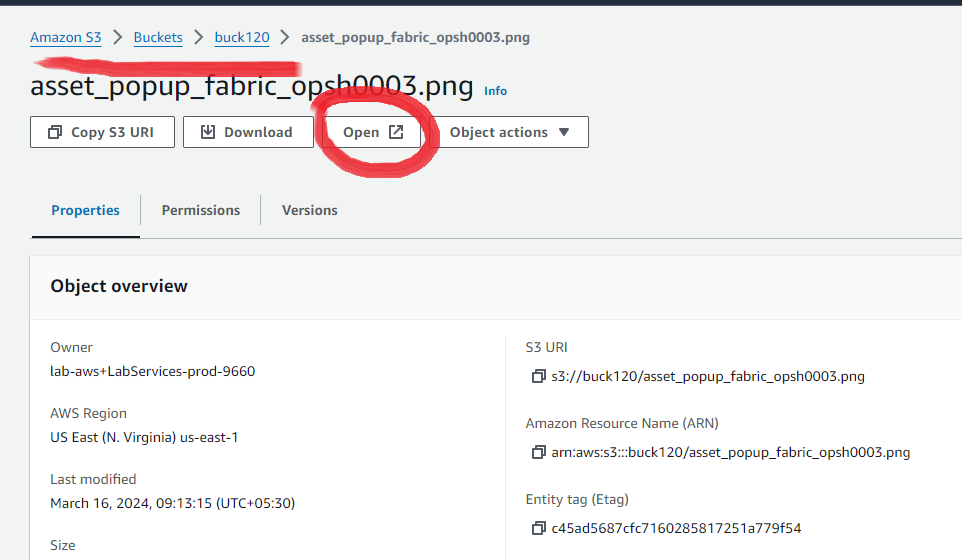 Amazon S3 > Buckets > buck120 > asset_popup_fabric_opsh0003.png
asset_popup_fabric_opsh0003.png Info
Copy S3 URI Download Open Object actions
Properties Permissions Versions
Object overview
Owner
lab-aws+LabServices-prod-9660
AWS Region
US East (N. Virginia) us-east-1
Last modified
March 16, 2024, 09:13:15 (UTC+05:30)
Size
S3 URI
s3://buck120/asset_popup_fabric_opsh0003.png
Amazon Resource Name (ARN)
arn:aws:s3:::buck120/asset_popup_fabric_opsh0003.png
Entity tag (Etag)
c45ad5687cfc7160285817251a779f54